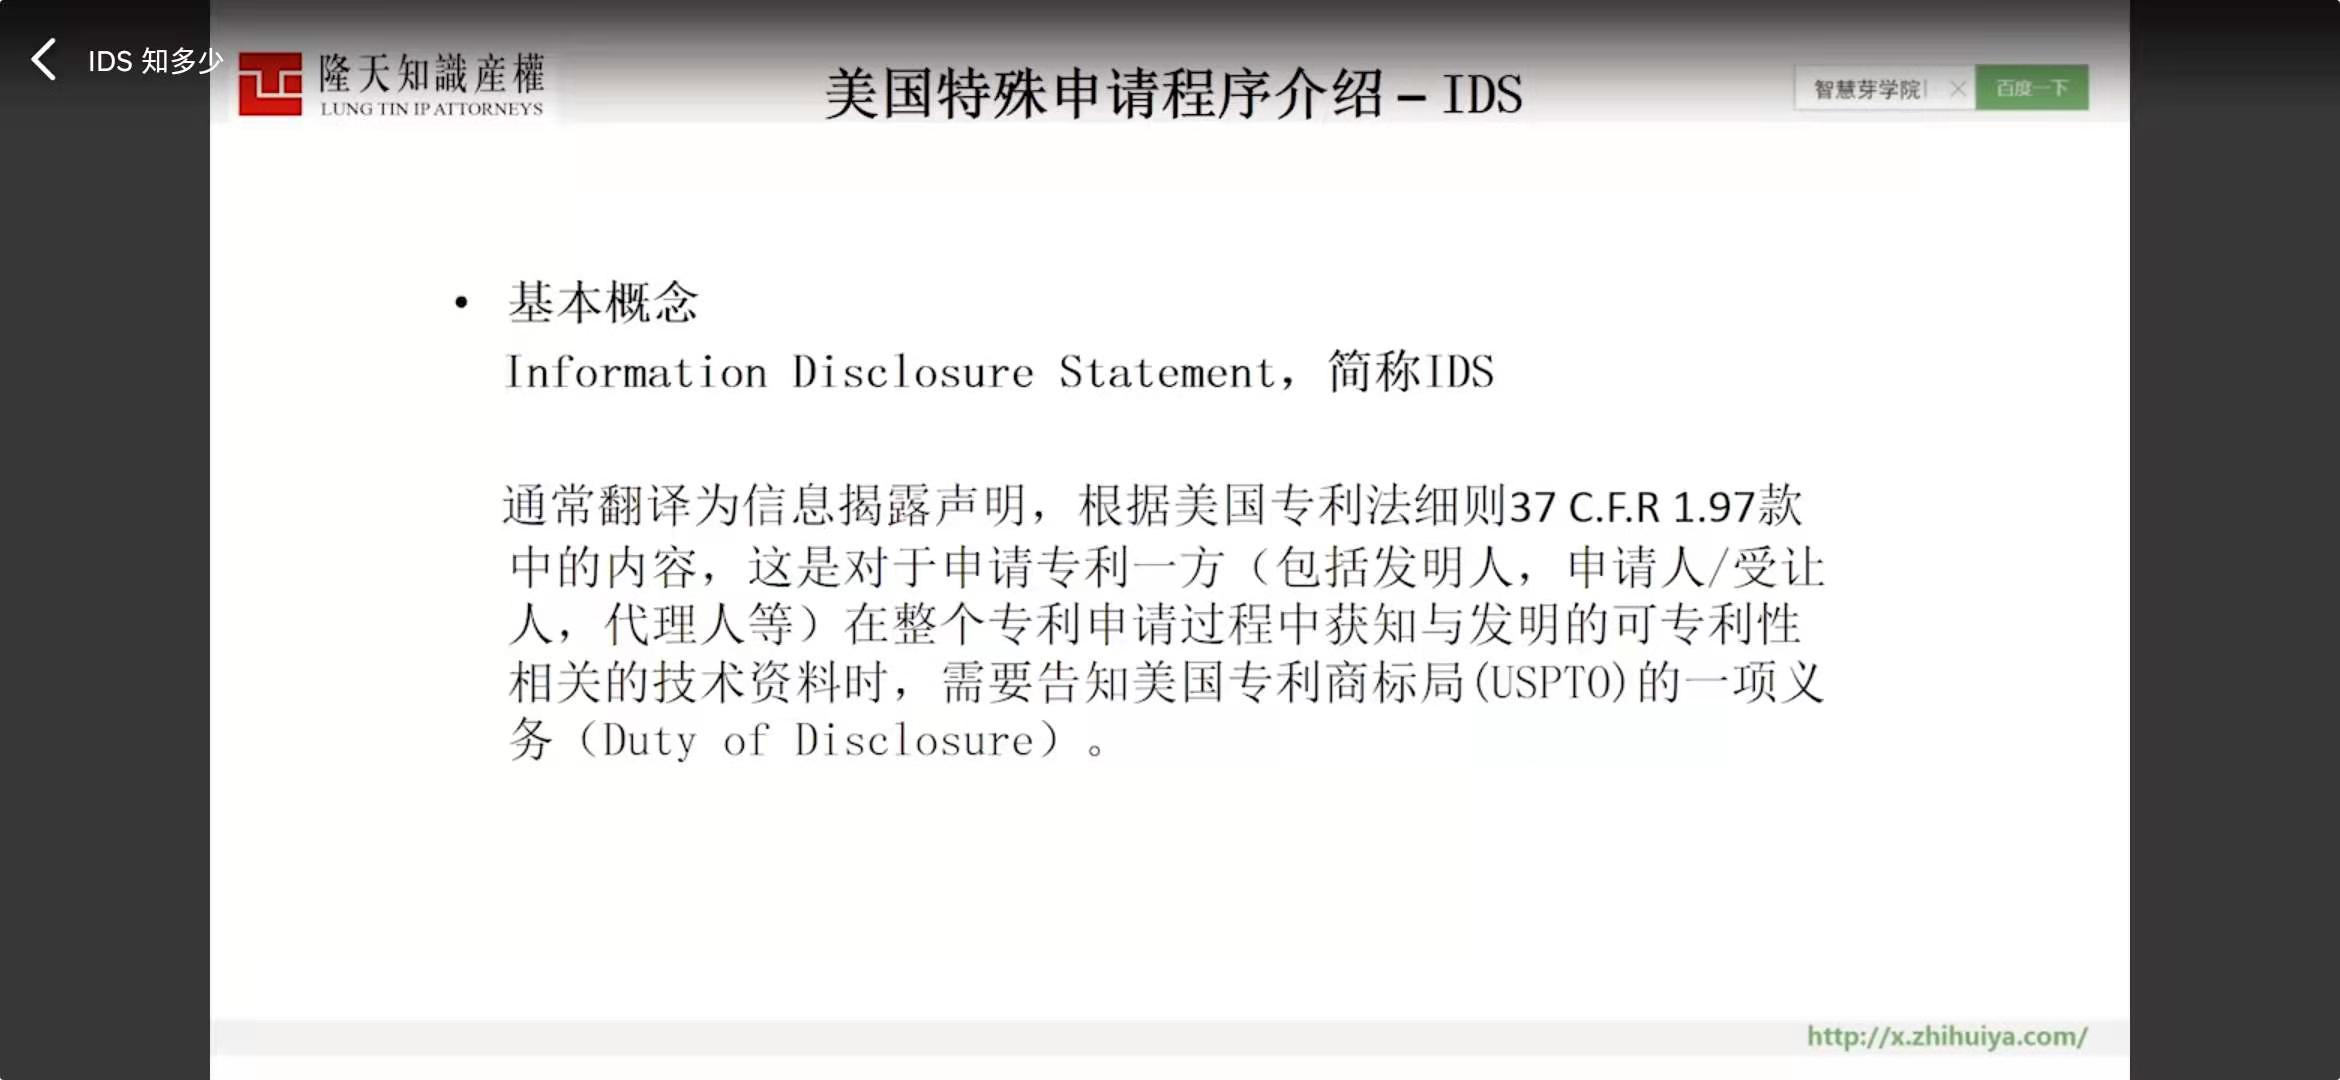 IDS 知多少
隆天知識産權
LUNG TIN IP ATTORNEYS
美国特殊申请程序介绍 – IDS
智慧芽学院
百度一下
• 基本概念
Information Disclosure Statement，简称IDS
通常翻译为信息揭露声明，根据美国专利法细则37 C.F.R 1.97款
中的内容，这是对于申请专利一方（包括发明人，申请人/受让
人，代理人等）在整个专利申请过程中获知与发明的可专利性
相关的技术资料时，需要告知美国专利商标局(USPTO)的一项义
务（Duty of Disclosure）。
http://x.zhihuiya.com/